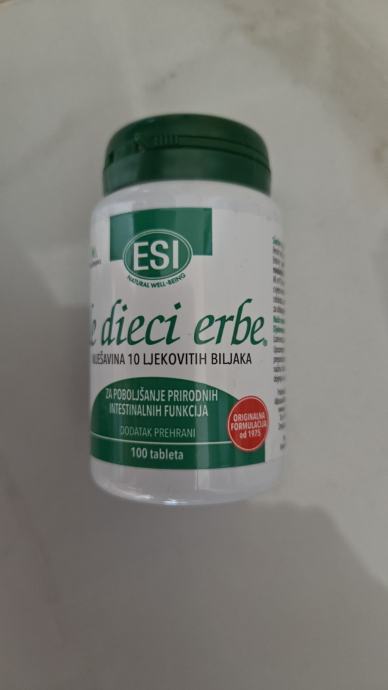 ESI
NATURAL WELL-BEING
dieci erbe
MJEŠAVINA 10 LJEKOVITIH BILJAKA
ZA POBOLJŠANJE PRIRODNIH
INTESTINALNIH FUNKCIJA
DODATAK PREHRANI
100 tableta
ORIGINALNA
FORMULACIJA
od 1975